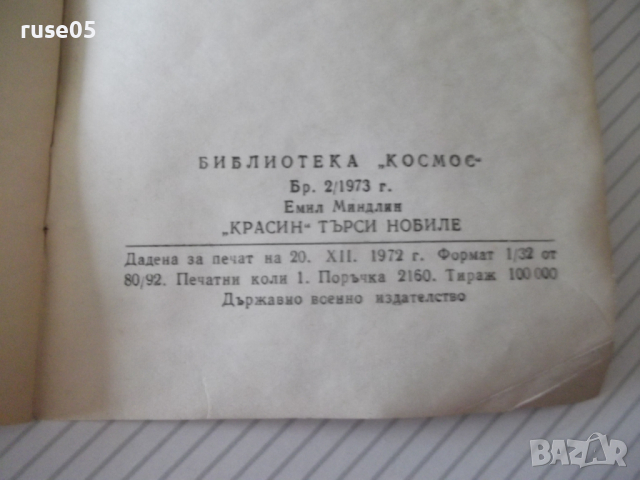 ruse05
БИБЛИОТЕКА „КОСМОС"
Бр. 2/1973 г.
Емил Миндлин
„КРАСИН" ТЪРСИ НОБИЛЕ
Дадена за печат на 20. XII. 1972 г. Формат 1/32 от
80/92. Печатни коли 1. Поръчка 2160. Тираж 100 000
Държавно военно издателство
BAZAR